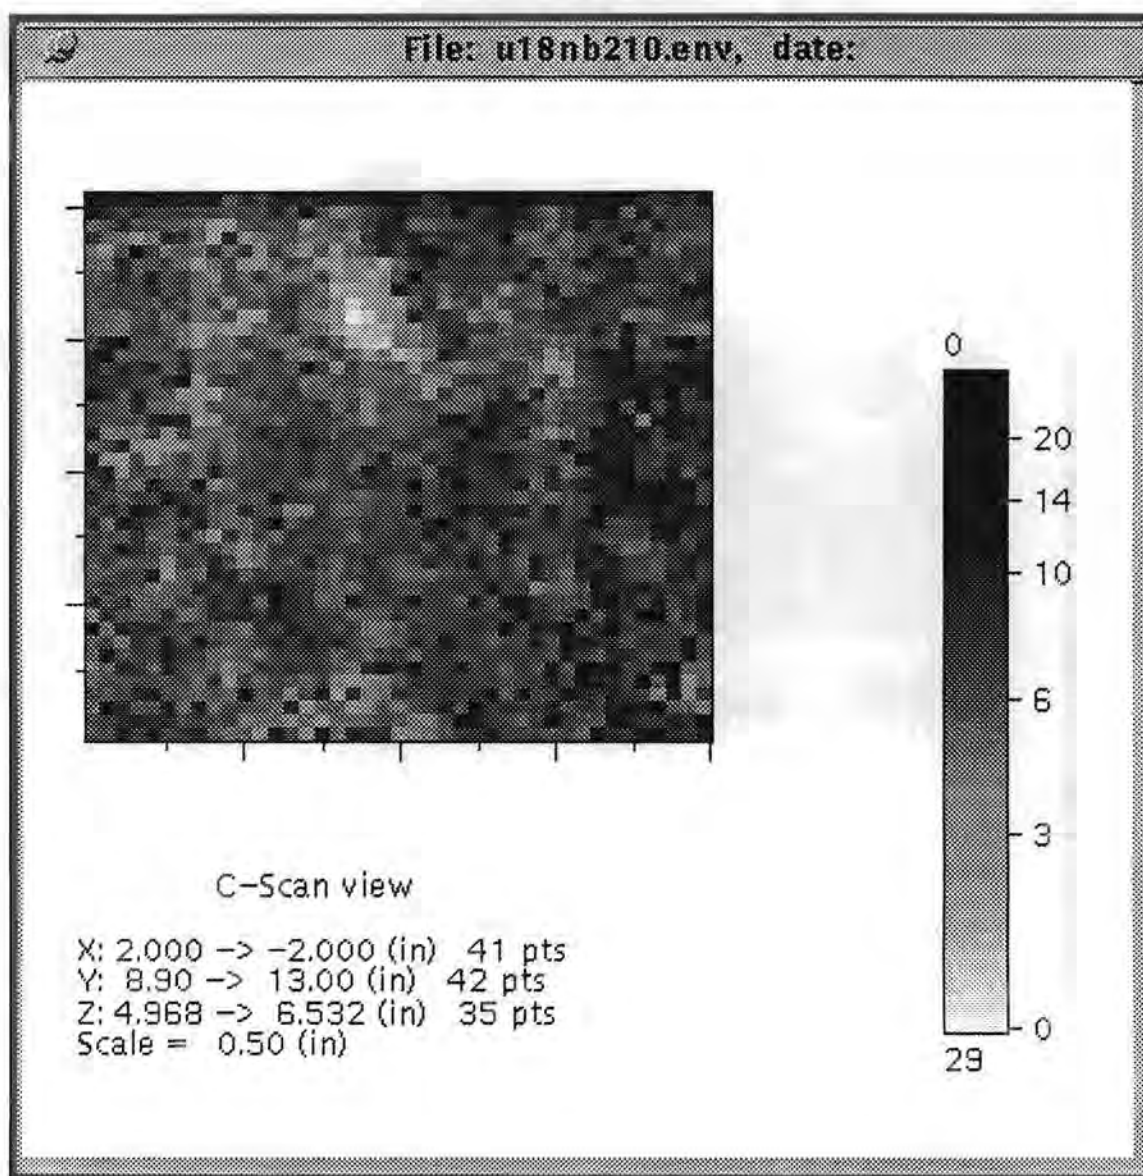 File: u18nb210.env, date:
0
20
14
10
6
3
0
29
C-Scan view
X: 2.000 -> -2.000 (in) 41 pts
Y: 8.90 -> 13.00 (in) 42 pts
Z: 4.968 -> 6.532 (in) 35 pts
Scale = 0.50 (in)